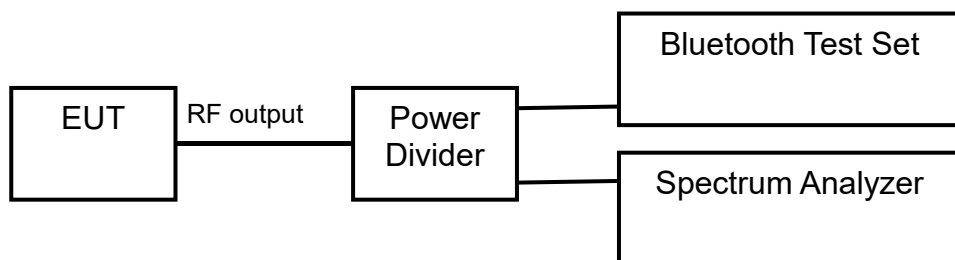 EUT
RF output
Power
Divider
Bluetooth Test Set
Spectrum Analyzer